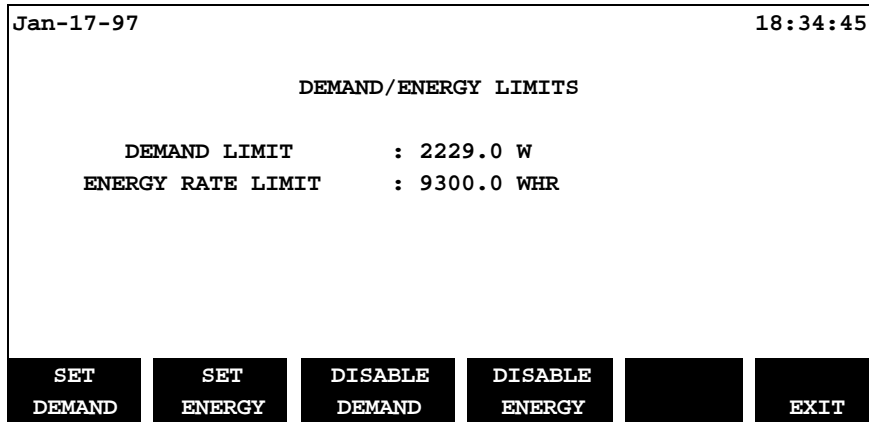 Jan-17-97 18:34:45
DEMAND/ENERGY LIMITS
DEMAND LIMIT : 2229.0 W
ENERGY RATE LIMIT : 9300.0 WHR
SET DEMAND
SET ENERGY
DISABLE DEMAND
DISABLE ENERGY
EXIT